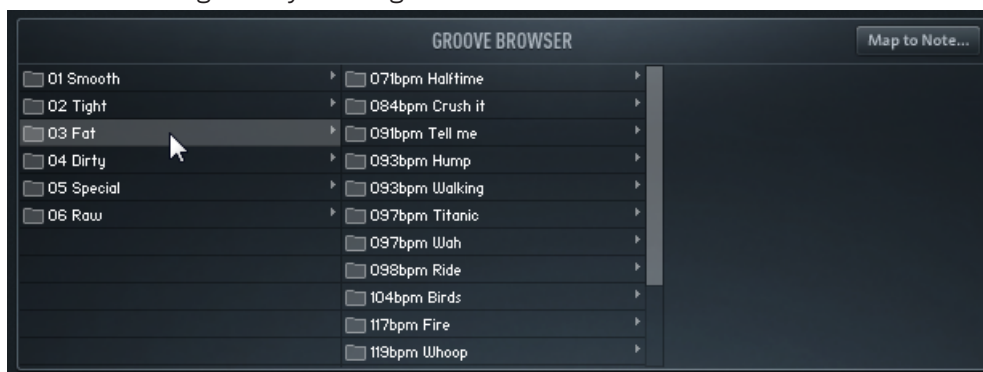 GROOVE BROWSER
Map to Note...
01 Smooth
02 Tight
03 Fat
04 Dirty
05 Special
06 Raw
071bpm Halftime
084bpm Crush it
091bpm Tell me
093bpm Hump
093bpm Walking
097bpm Titanic
097bpm Wah
098bpm Ride
104bpm Birds
117bpm Fire
119bpm Whoop